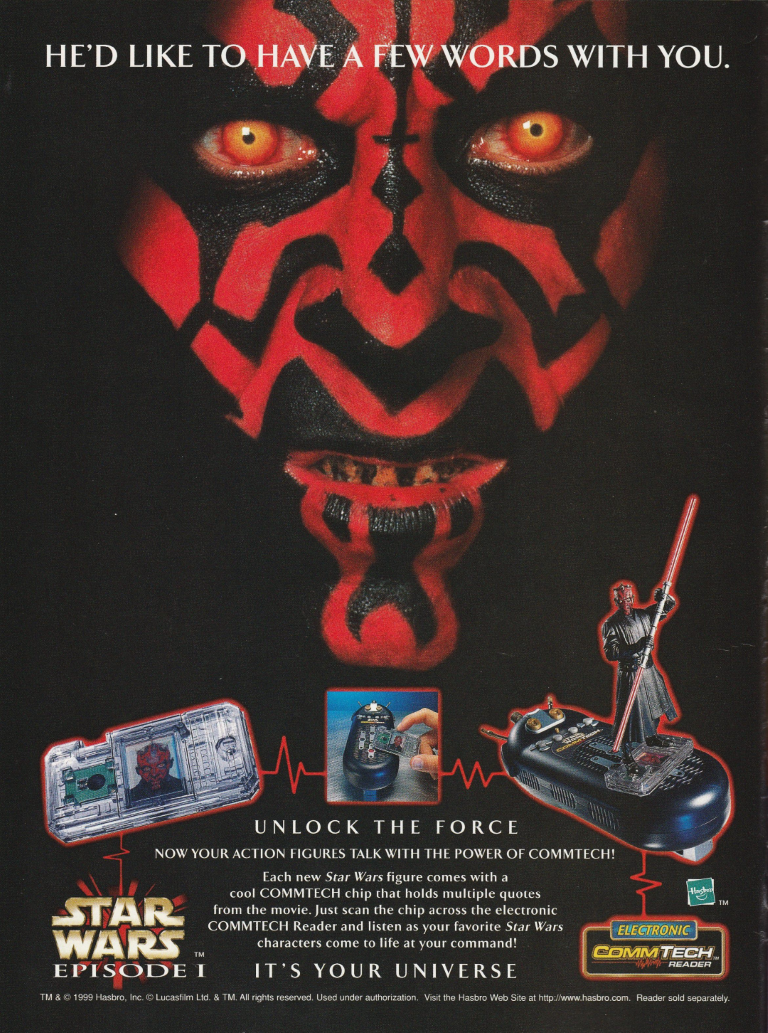 HE'D LIKE TO HAVE A FEW WORDS WITH YOU.
UNLOCK THE FORCE
NOW YOUR ACTION FIGURES TALK WITH THE POWER OF COMMTECH!
Each new Star Wars figure comes with a
cool COMMTECH chip that holds multiple quotes
from the movie. Just scan the chip across the electronic
COMMTECH Reader and listen as your favorite Star Wars
characters come to life at your command!
IT'S YOUR UNIVERSE
STAR
WARS
TM
EPISODE I
Hasbro
TM
ELECTRONIC
COMMTECH
READER
TM & © 1999 Hasbro, Inc. © Lucasfilm Ltd. & TM. All rights reserved. Used under authorization. Visit the Hasbro Web Site at http://www.hasbro.com. Reader sold separately.